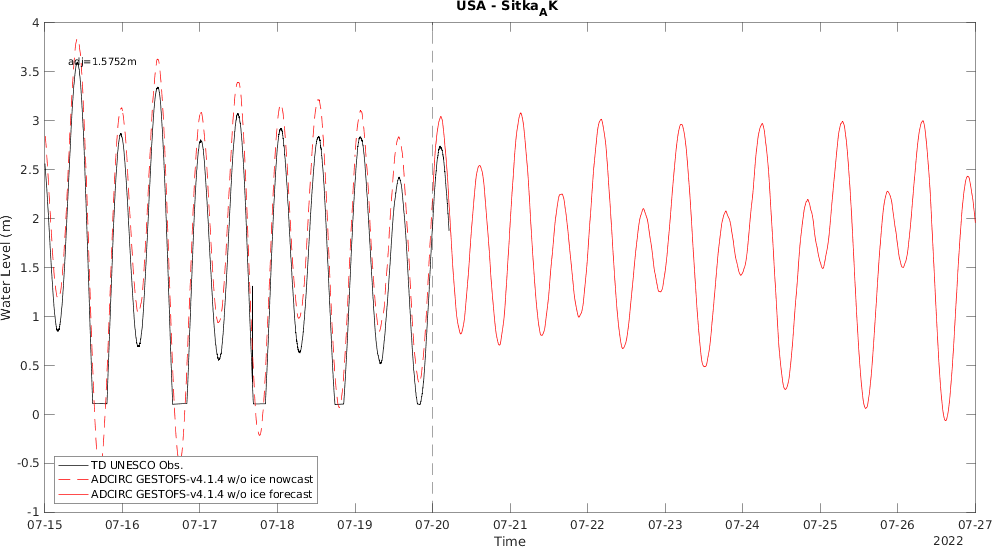 USA - Sitka_AK
adj=1.5752m
Water Level (m)
4
3.5
3
2.5
2
1.5
1
0.5
0
-0.5
-1
TD UNESCO Obs.
ADCIRC GESTOFS-v4.1.4 w/o ice nowcast
ADCIRC GESTOFS-v4.1.4 w/o ice forecast
07-15 07-16 07-17 07-18 07-19 07-20 07-21 07-22 07-23 07-24 07-25 07-26 07-27
Time
2022